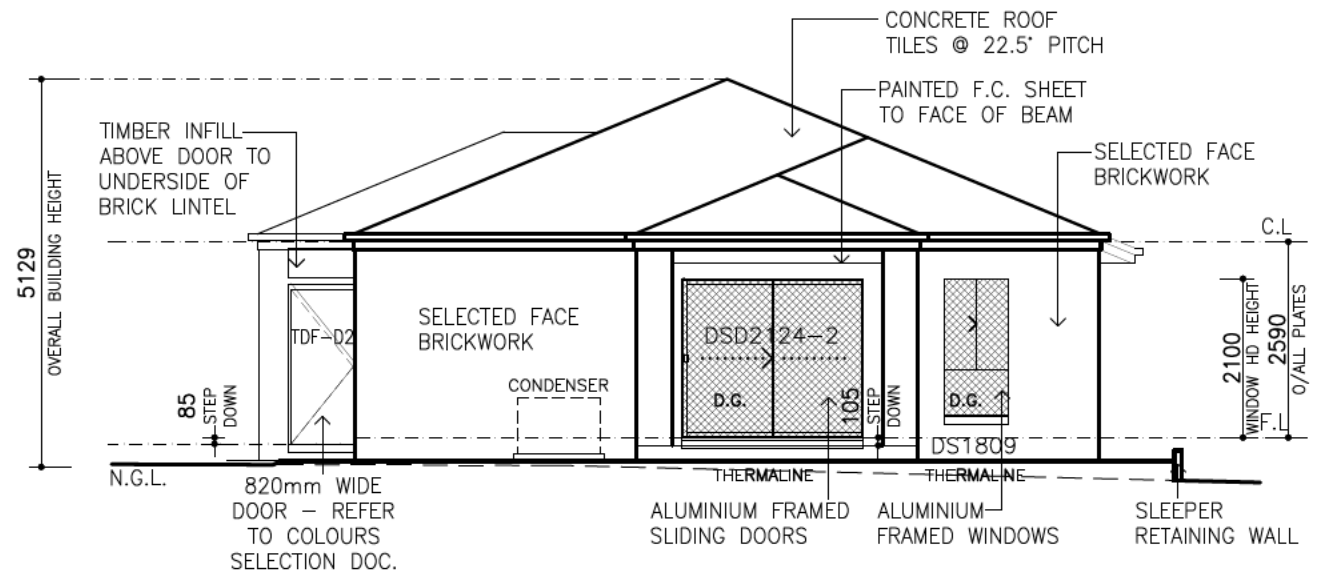 CONCRETE ROOF
TILES @ 22.5° PITCH
PAINTED F.C. SHEET
TO FACE OF BEAM
TIMBER INFILL
ABOVE DOOR TO
UNDERSIDE OF
BRICK LINTEL
SELECTED FACE
BRICKWORK
5129
OVERALL BUILDING HEIGHT
C.L
SELECTED FACE
BRICKWORK
TDF-D2
DSD2124-2
CONDENSER
D.G.
D.G.
85
STEP
DOWN
105
STEP
DOWN
2100
WINDOW HD HEIGHT
2590
O/ALL PLATES
F.L
DS1809
N.G.L.
THERMALINE
THERMALINE
820mm WIDE
DOOR – REFER
TO COLOURS
SELECTION DOC.
ALUMINIUM FRAMED
SLIDING DOORS
ALUMINIUM
FRAMED WINDOWS
SLEEPER
RETAINING WALL